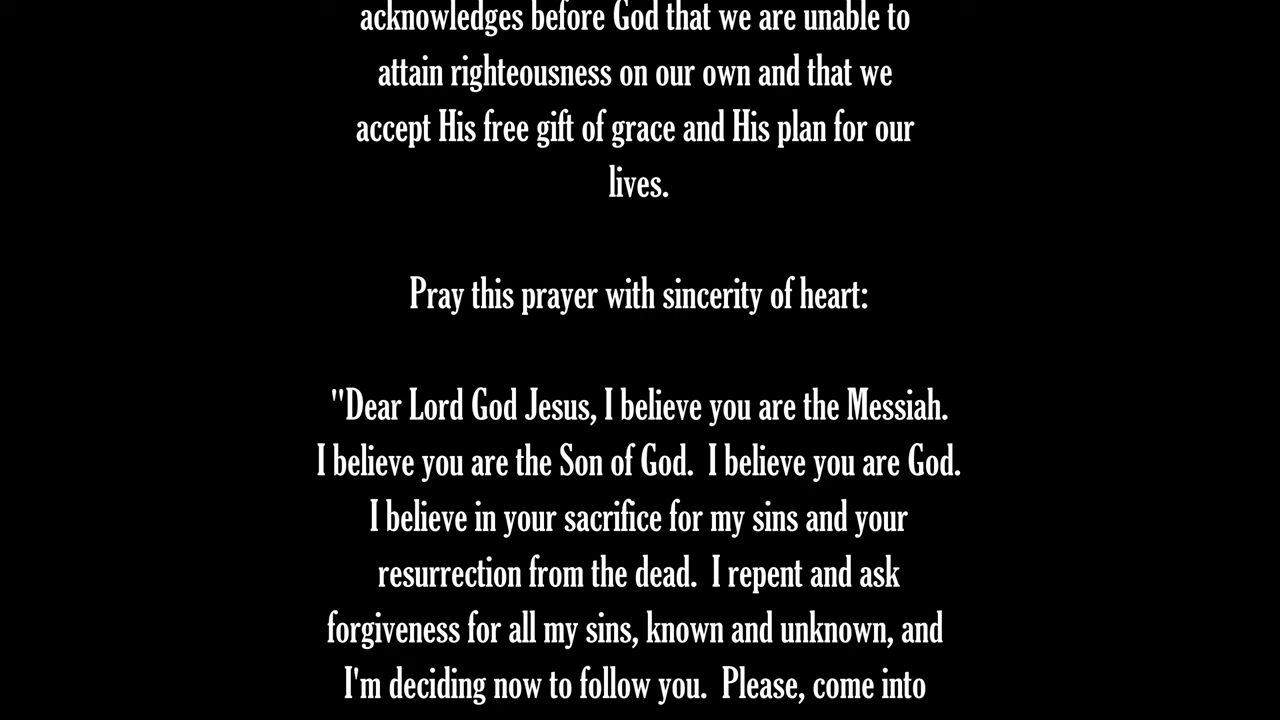 acknowledges before God that we are unable to
attain righteousness on our own and that we
accept His free gift of grace and His plan for our
lives.
Pray this prayer with sincerity of heart:
"Dear Lord God Jesus, I believe you are the Messiah.
I believe you are the Son of God.  I believe you are God.
I believe in your sacrifice for my sins and your
resurrection from the dead.  I repent and ask
forgiveness for all my sins, known and unknown, and
I'm deciding now to follow you.  Please, come into